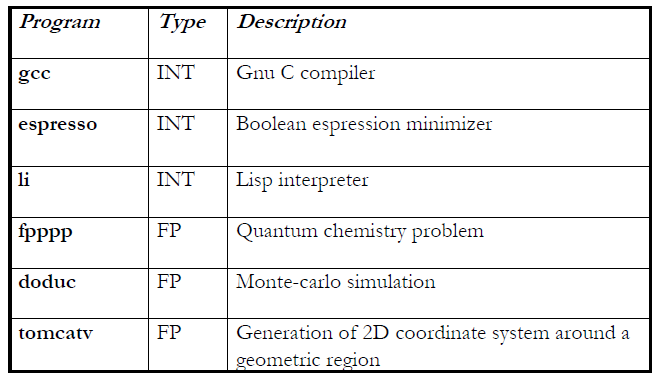 Program Type Description
gcc INT Gnu C compiler
espresso INT Boolean espression minimizer
li INT Lisp interpreter
fpppp FP Quantum chemistry problem
doduc FP Monte-carlo simulation
tomcatv FP Generation of 2D coordinate system around a
geometric region